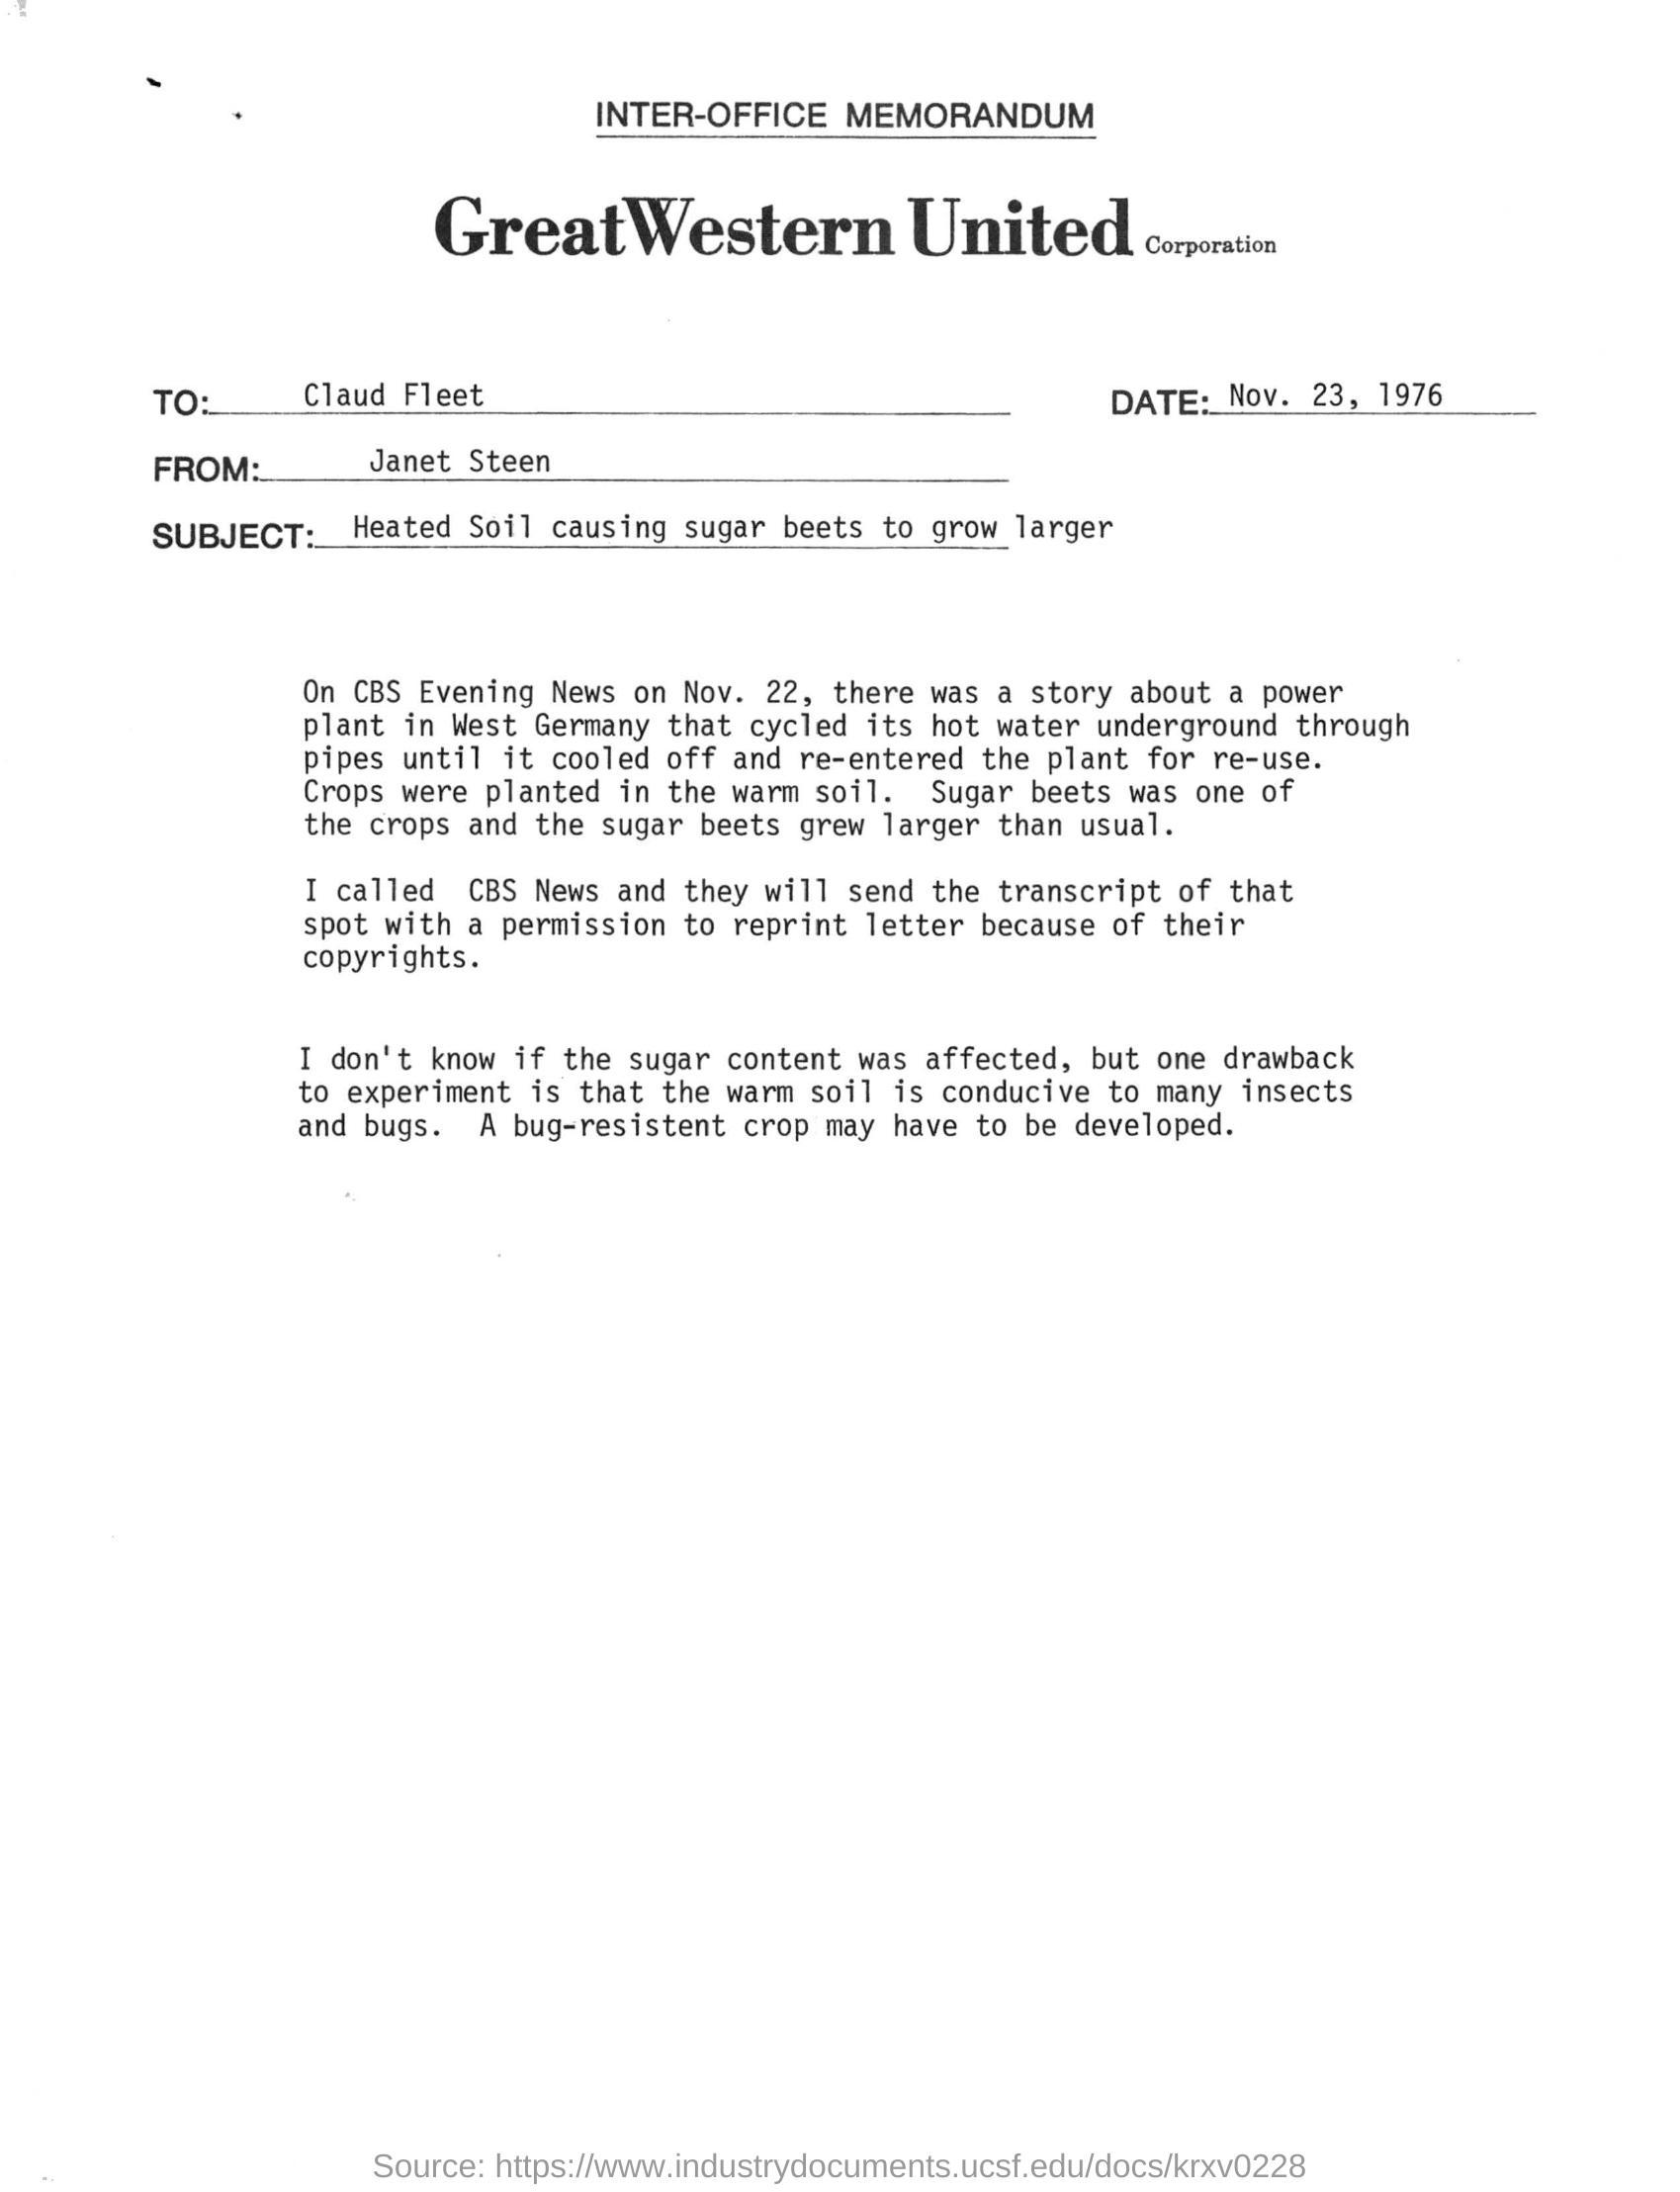 INTER-OFFICE MEMORANDUM
GreatWestern United Corporation
TO: Claud Fleet DATE: Nov. 23, 1976
FROM: Janet Steen
SUBJECT: Heated Soil causing sugar beets to grow larger
On CBS Evening News on Nov. 22, there was a story about a power
plant in West Germany that cycled its hot water underground through
pipes until it cooled off and re-entered the plant for re-use.
Crops were planted in the warm soil. Sugar beets was one of
the crops and the sugar beets grew larger than usual.
I called CBS News and they will send the transcript of that
spot with a permission to reprint letter because of their
copyrights.
I don't know if the sugar content was affected, but one drawback
to experiment is that the warm soil is conducive to many insects
and bugs. A bug-resistent crop may have to be developed.
Source: https://www.industrydocuments.ucsf.edu/docs/krxv0228